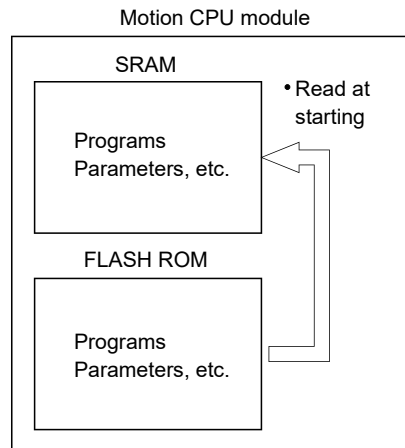 Motion CPU module
SRAM
• Read at
starting
Programs
Parameters, etc.
FLASH ROM
Programs
Parameters, etc.